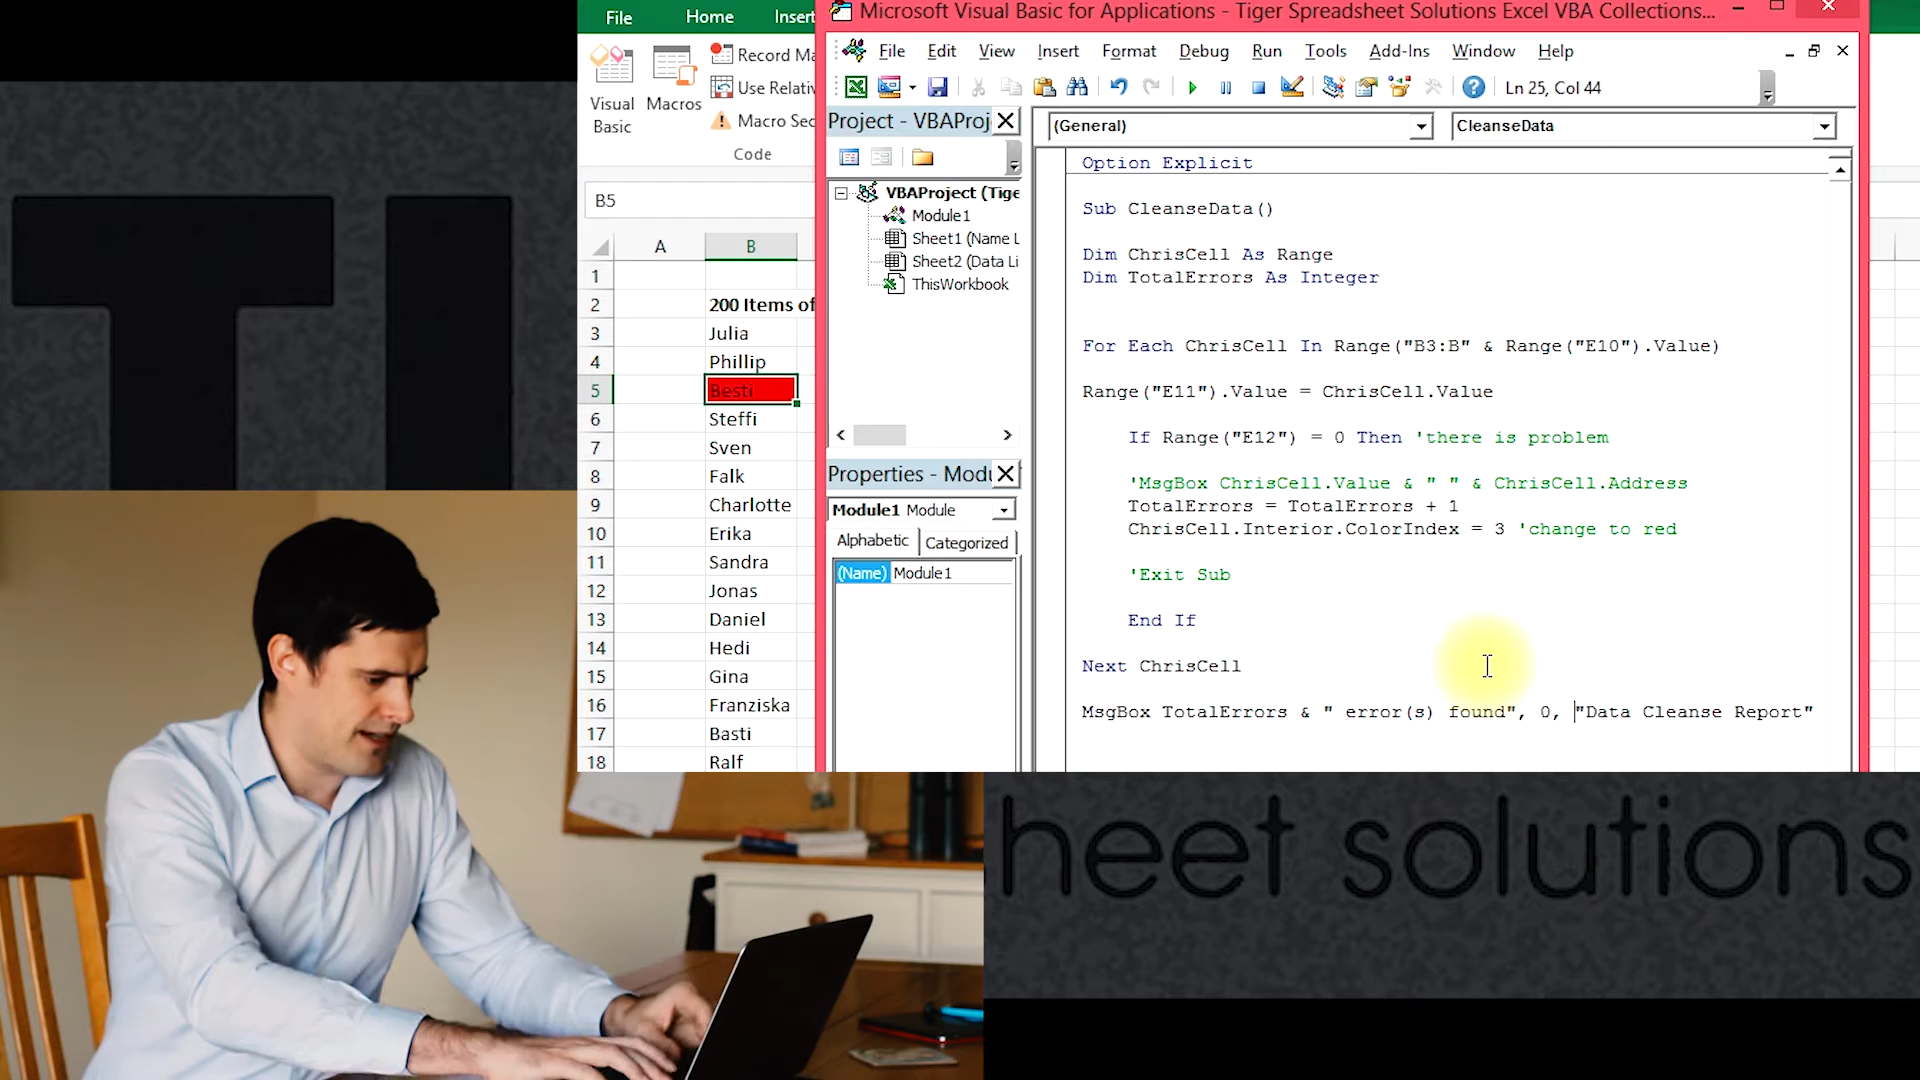 File Home Insert
Visual Basic
Macros
Record Ma
Use Relativ
Macro Sec
Code
B5
A B
1
2 200 Items of
3 Julia
4 Phillip
5 Besti
6 Steffi
7 Sven
8 Falk
9 Charlotte
10 Erika
11 Sandra
12 Jonas
13 Daniel
14 Hedi
15 Gina
16 Franziska
17 Basti
18 Ralf
Microsoft Visual Basic for Applications - Tiger Spreadsheet Solutions Excel VBA Collections...
File Edit View Insert Format Debug Run Tools Add-Ins Window Help
Ln 25, Col 44
Project - VBAProj
VBAProject (Tige
Module1
Sheet1 (Name L
Sheet2 (Data Li
ThisWorkbook
Properties - Modu
Module1 Module
Alphabetic Categorized
(Name) Module1
(General) CleanseData
Option Explicit
Sub CleanseData()
Dim ChrisCell As Range
Dim TotalErrors As Integer
For Each ChrisCell In Range("B3:B" & Range("E10").Value)
Range("E11").Value = ChrisCell.Value
If Range("E12") = 0 Then 'there is problem
'MsgBox ChrisCell.Value & " " & ChrisCell.Address
TotalErrors = TotalErrors + 1
ChrisCell.Interior.ColorIndex = 3 'change to red
'Exit Sub
End If
Next ChrisCell
MsgBox TotalErrors & " error(s) found", 0, "Data Cleanse Report"
TI
heet solutions